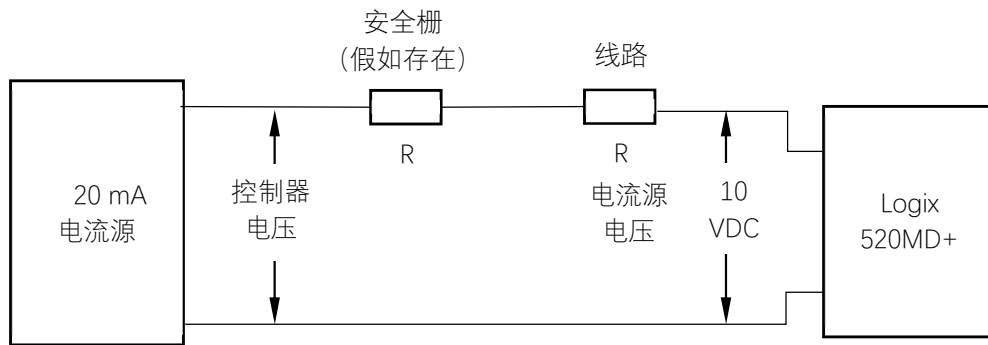 安全栅
（假如存在）
线路
R
R
20 mA
电流源
控制器
电压
电流源
电压
10
VDC
Logix
520MD+